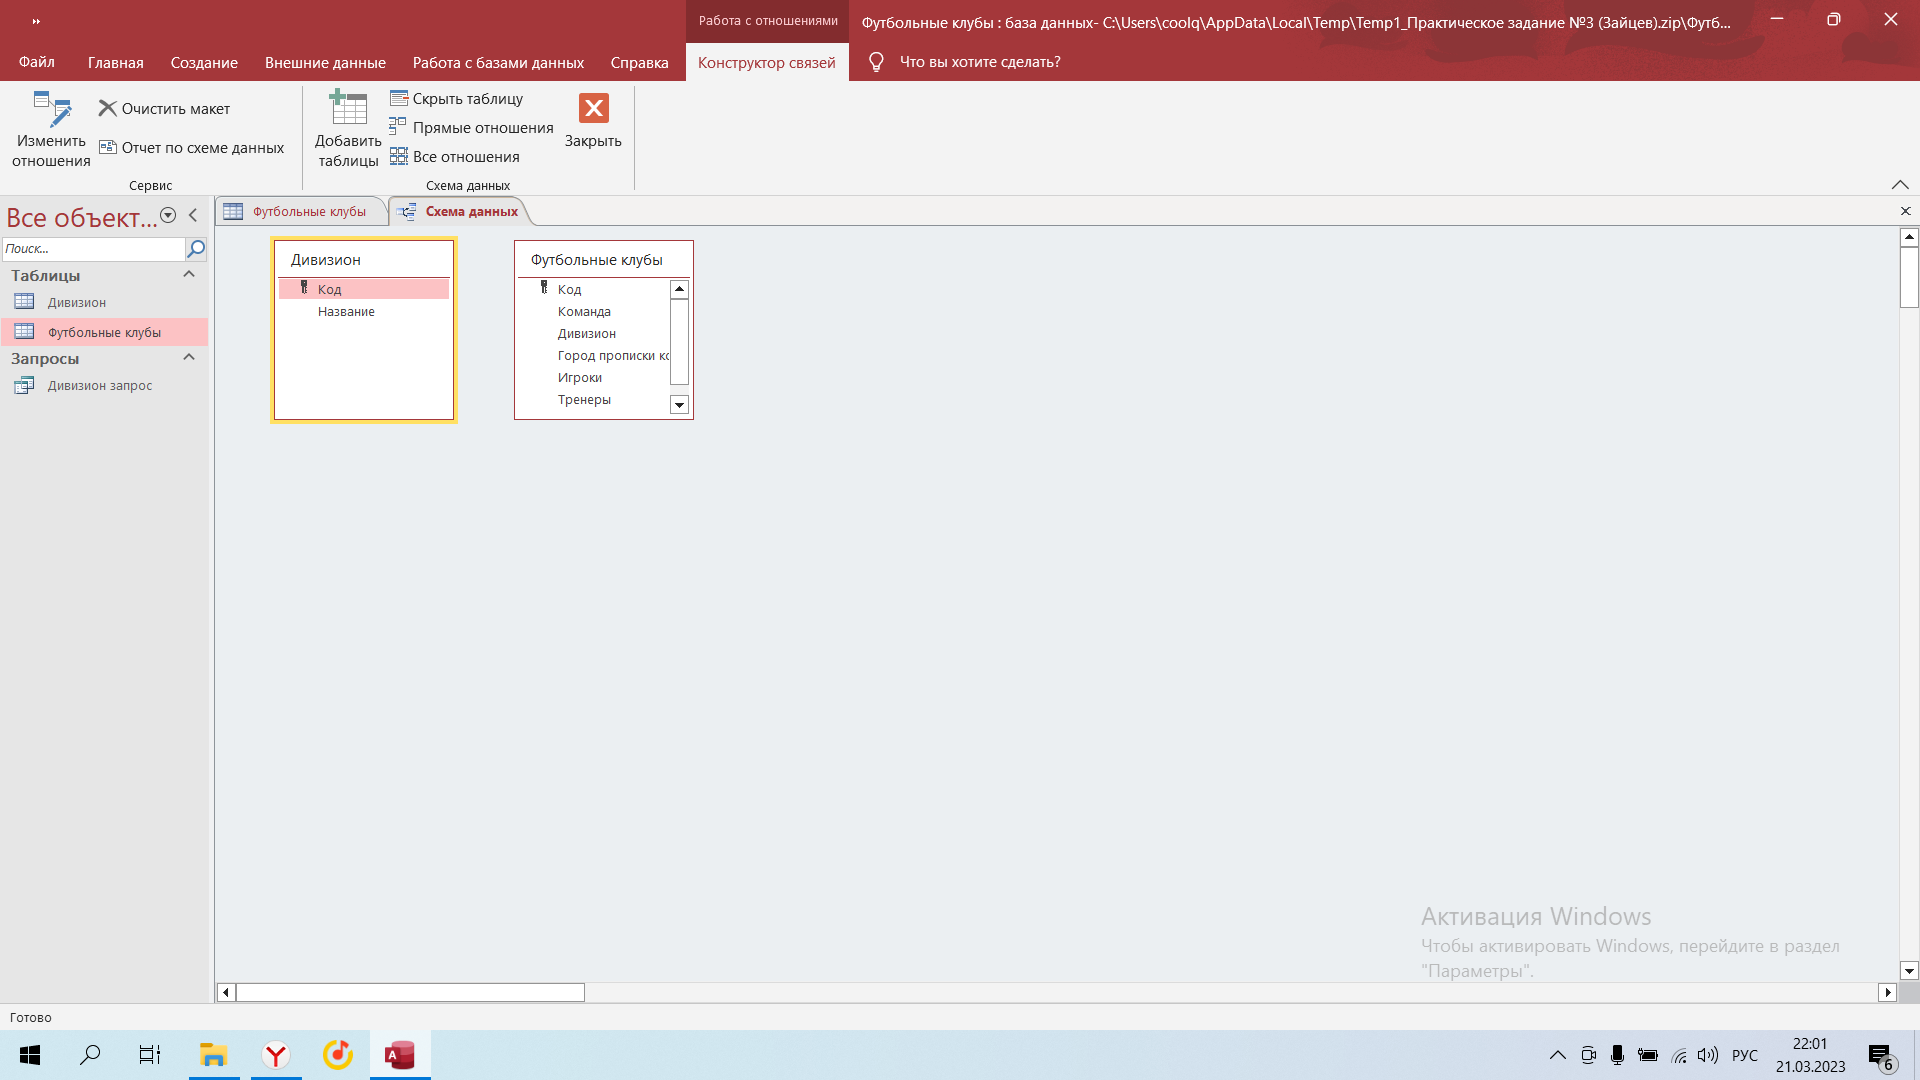 Работа с отношениями
Футбольные клубы : база данных- C:\Users\coolq\AppData\Local\Temp\Temp1_Практическое задание №3 (Зайцев).zip\Футб...
Файл Главная Создание Внешние данные Работа с базами данных Справка Конструктор связей Что вы хотите сделать?
Изменить отношения
Очистить макет
Отчет по схеме данных
Сервис
Добавить таблицы
Скрыть таблицу
Прямые отношения
Все отношения
Закрыть
Схема данных
Все объект...
Поиск...
Таблицы
Дивизион
Футбольные клубы
Запросы
Дивизион запрос
Футбольные клубы
Схема данных
Дивизион
Код
Название
Футбольные клубы
Код
Команда
Дивизион
Город прописки кс
Игроки
Тренеры
Активация Windows
Чтобы активировать Windows, перейдите в раздел
"Параметры".
Готово
РУС
22:01
21.03.2023
6